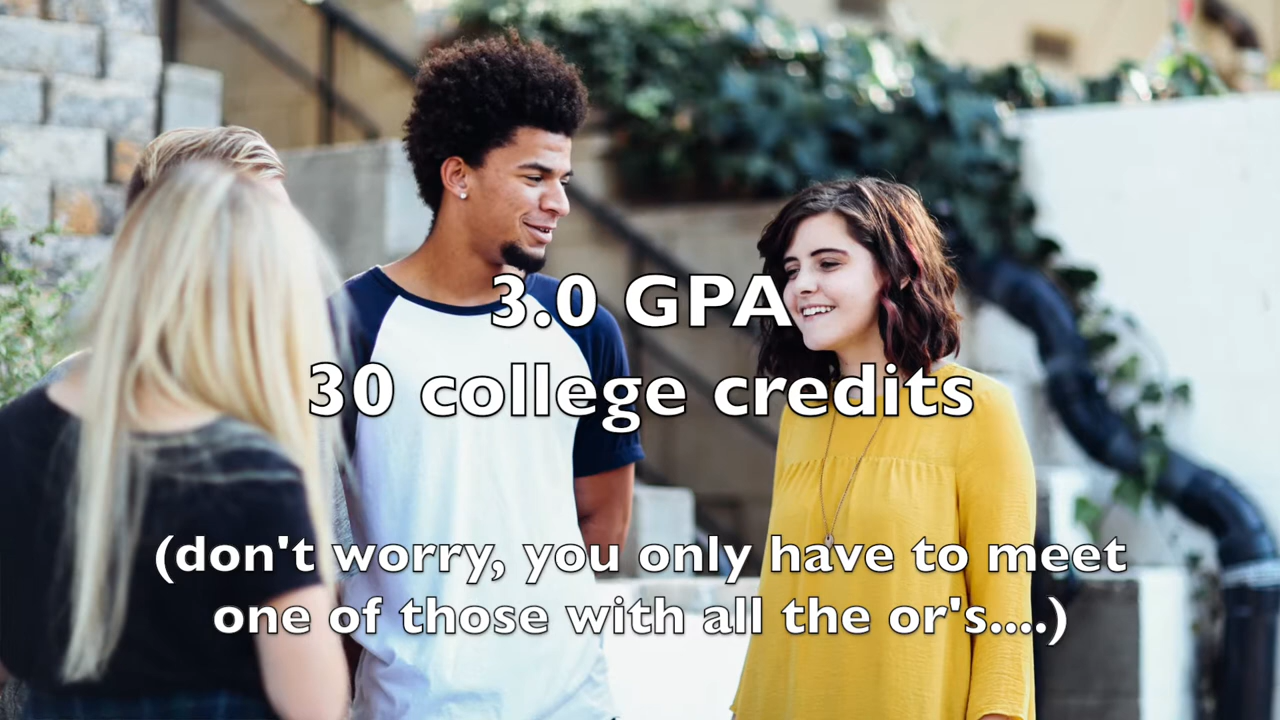 3.0 GPA
30 college credits
(don't worry, you only have to meet
one of those with all the or's....)